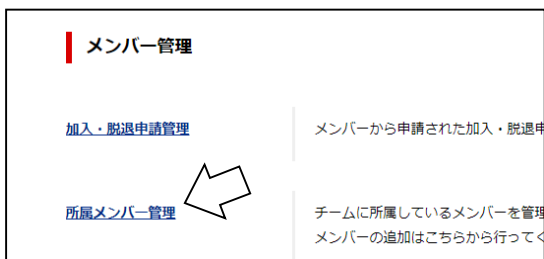 メンバー管理
加入・脱退申請管理
メンバーから申請された加入・脱退申
所属メンバー管理
チームに所属しているメンバーを管理
メンバーの追加はこちらから行ってく